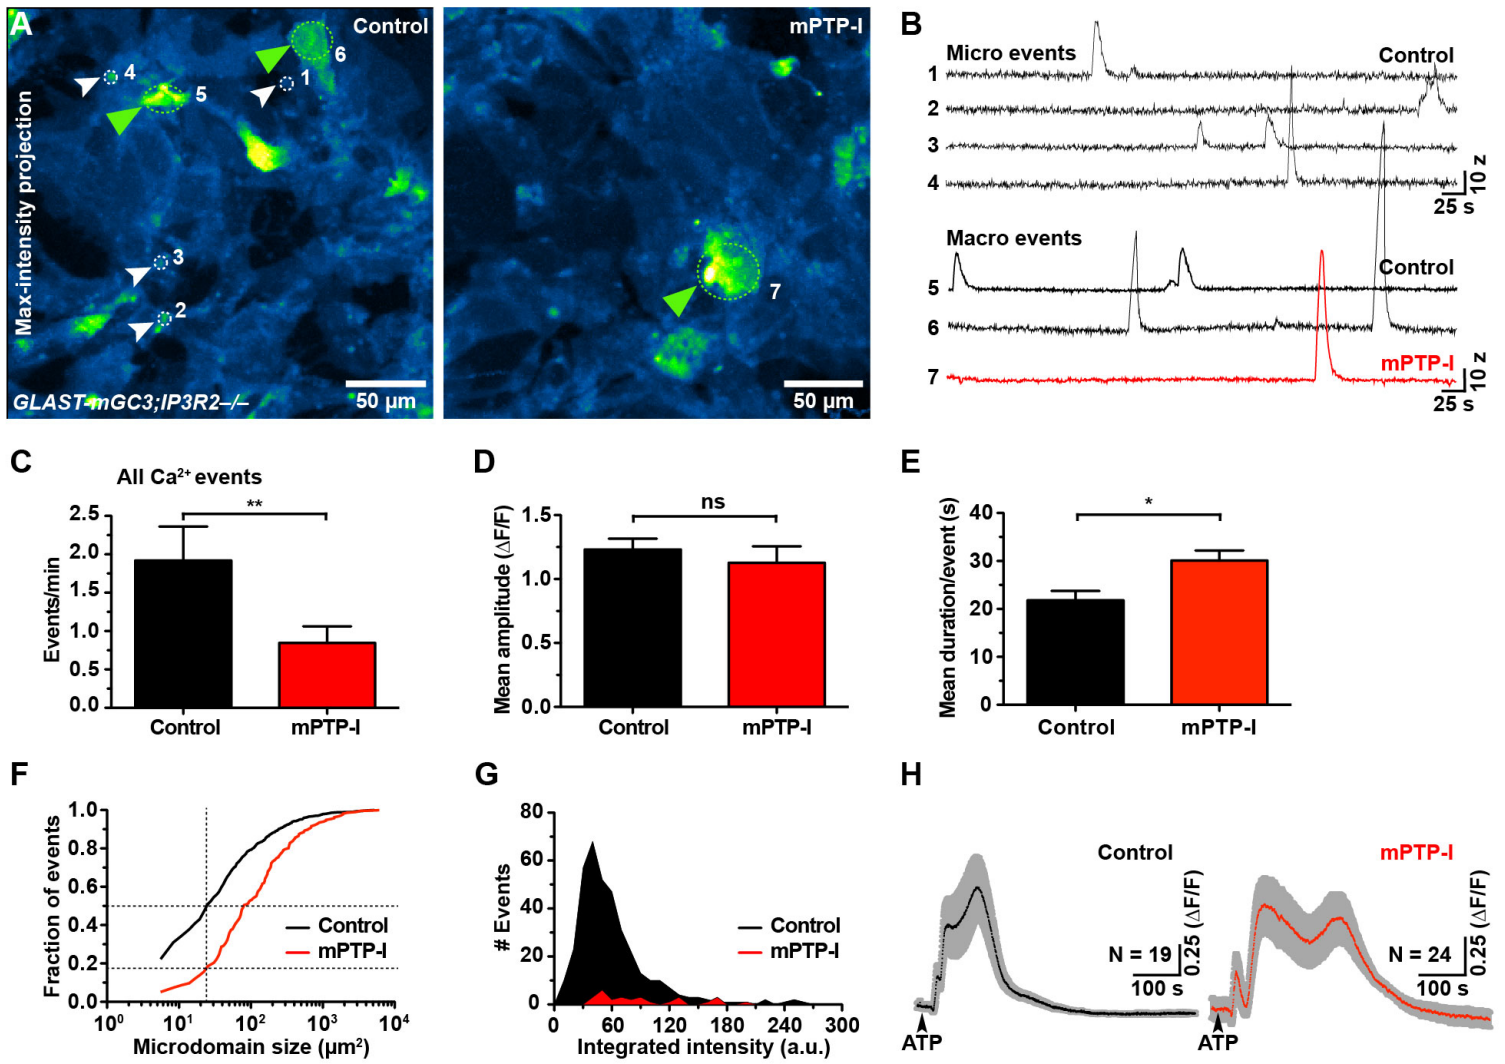 A
Control
mPTP-I
Max-intensity projection
4
5
6
1
3
2
7
GLAST-mGC3;IP3R2–/–
50 µm
50 µm
B
Micro events
Control
1
2
3
4
10 z
25 s
Macro events
Control
5
6
7
mPTP-I
10 z
25 s
C
All Ca²⁺ events
**
Events/min
2.5
2.0
1.5
1.0
0.5
0.0
Control
mPTP-I
D
ns
Mean amplitude (ΔF/F)
1.5
1.0
0.5
0.0
Control
mPTP-I
E
*
Mean duration/event (s)
40
30
20
10
0
Control
mPTP-I
F
Fraction of events
1.0
0.8
0.6
0.4
0.2
0.0
Control
mPTP-I
10⁰
10¹
10²
10³
10⁴
Microdomain size (µm²)
G
# Events
80
60
40
20
0
Control
mPTP-I
0
60
120
180
240
300
Integrated intensity (a.u.)
H
Control
N = 19
0.25 (ΔF/F)
100 s
ATP
mPTP-I
N = 24
0.25 (ΔF/F)
100 s
ATP